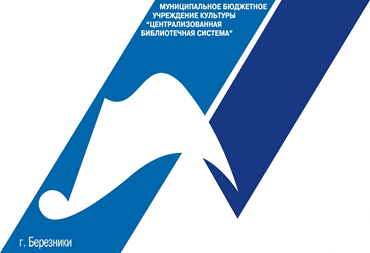 МУНИЦИПАЛЬНОЕ БЮДЖЕТНОЕ
УЧРЕЖДЕНИЕ КУЛЬТУРЫ
“ЦЕНТРАЛИЗОВАННАЯ
БИБЛИОТЕЧНАЯ СИСТЕМА”
г. Березники